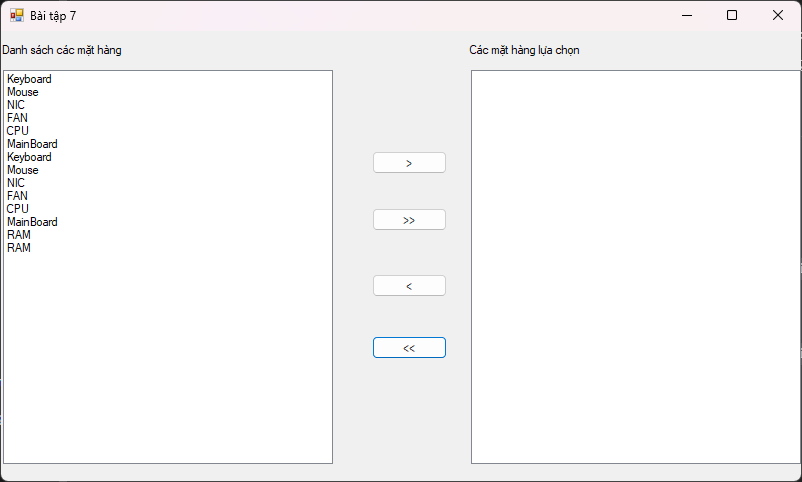 Bài tập 7
Danh sách các mặt hàng
Các mặt hàng lựa chọn
Keyboard
Mouse
NIC
FAN
CPU
MainBoard
Keyboard
Mouse
NIC
FAN
CPU
MainBoard
RAM
RAM
>
>>
<
<<